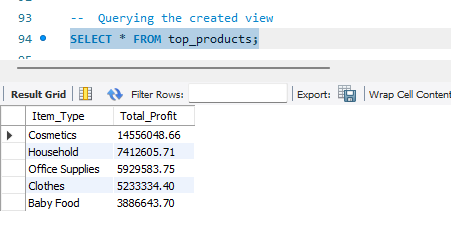 93 -- Querying the created view
94 SELECT * FROM top_products;
Result Grid Filter Rows: Export: Wrap Cell Content
Item_Type Total_Profit
Cosmetics 14556048.66
Household 7412605.71
Office Supplies 5929583.75
Clothes 5233334.40
Baby Food 3886643.70